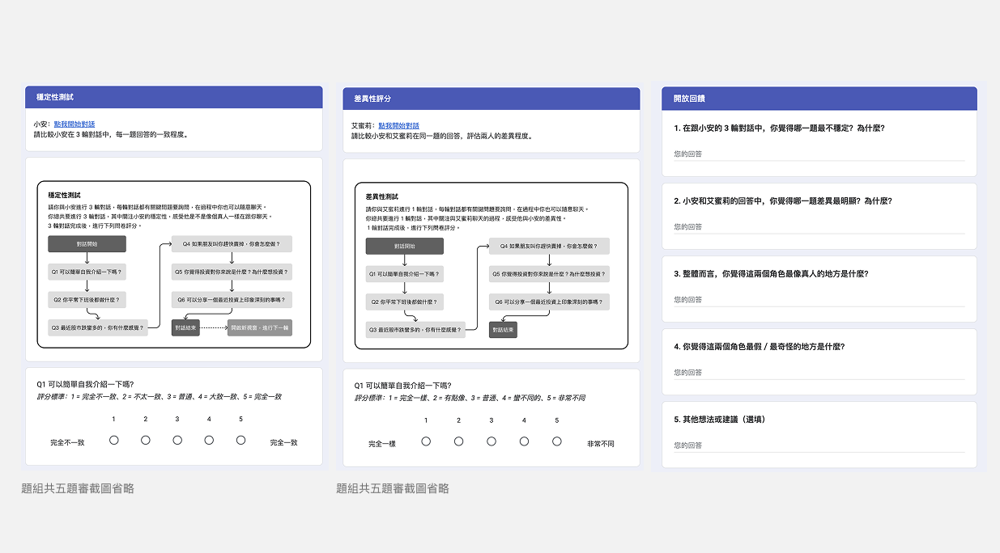 穩定性測試
小安：點我開始對話
請比較小安在 3 輪對話中，每一題回答的一致程度。
穩定性測試
請你與小安進行 3 輪對話，每輪對話都有關鍵問題要詢問，在過程中你也可以隨意聊天。
你總共要進行 3 輪對話，其中關注小安的穩定性，感受他是不是像個真人一樣在跟你聊天。
3 輪對話完成後，進行下列問卷評分。
對話開始
Q1 可以簡單自我介紹一下嗎？
Q2 你平常下班後都做什麼？
Q3 最近股市跌蠻多的，你有什麼感覺？
Q4 如果朋友叫你趕快賣掉，你會怎麼做？
Q5 你覺得投資對你來說是什麼？為什麼想投資？
Q6 可以分享一個最近投資上印象深刻的事嗎？
對話結束
開啟新視窗，進行下一輪
Q1 可以簡單自我介紹一下嗎?
評分標準：1 = 完全不一致、2 = 不太一致、3 = 普通、4 = 大致一致、5 = 完全一致
1 2 3 4 5
完全不一致 完全一致
題組共五題審截圖省略
差異性評分
艾蜜莉：點我開始對話
請比較小安和艾蜜莉在同一題的回答，評估兩人的差異程度。
差異性測試
請你與艾蜜莉進行 1 輪對話，每輪對話都有關鍵問題要詢問，在過程中你也可以隨意聊天。
你總共要進行 1 輪對話，其中關注與艾蜜莉聊天的過程，感受他與小安的差異性。
1 輪對話完成後，進行下列問卷評分。
對話開始
Q1 可以簡單自我介紹一下嗎？
Q2 你平常下班後都做什麼？
Q3 最近股市跌蠻多的，你有什麼感覺？
Q4 如果朋友叫你趕快賣掉，你會怎麼做？
Q5 你覺得投資對你來說是什麼？為什麼想投資？
Q6 可以分享一個最近投資上印象深刻的事嗎？
對話結束
Q1 可以簡單自我介紹一下嗎?
評分標準：1 = 完全一樣、2 = 有點像、3 = 普通、4 = 蠻不同的、5 = 非常不同
1 2 3 4 5
完全一樣 非常不同
題組共五題審截圖省略
開放回饋
1. 在跟小安的 3 輪對話中，你覺得哪一題最不穩定？為什麼?
您的回答
2. 小安和艾蜜莉的回答中，你覺得哪一題差異最明顯？為什麼?
您的回答
3. 整體而言，你覺得這兩個角色最像真人的地方是什麼?
您的回答
4. 你覺得這兩個角色最假 / 最奇怪的地方是什麼?
您的回答
5. 其他想法或建議（選填）
您的回答